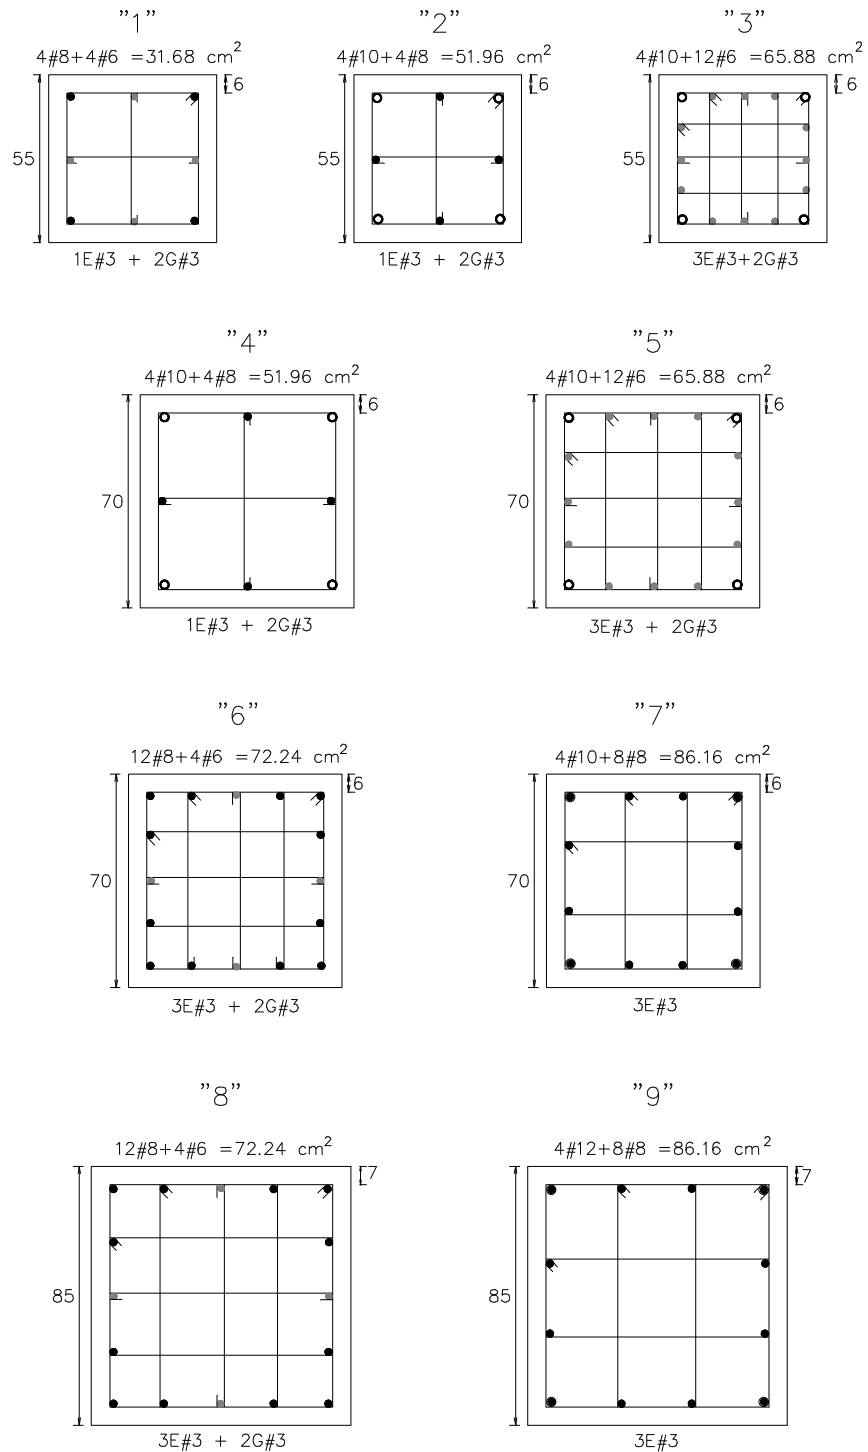 "1"
4#8+4#6 =31.68 cm²
6
55
1E#3 + 2G#3
"2"
4#10+4#8 =51.96 cm²
6
55
1E#3 + 2G#3
"3"
4#10+12#6 =65.88 cm²
6
55
3E#3+2G#3
"4"
4#10+4#8 =51.96 cm²
6
70
1E#3 + 2G#3
"5"
4#10+12#6 =65.88 cm²
6
70
3E#3 + 2G#3
"6"
12#8+4#6 =72.24 cm²
6
70
3E#3 + 2G#3
"7"
4#10+8#8 =86.16 cm²
6
70
3E#3
"8"
12#8+4#6 =72.24 cm²
7
85
3E#3 + 2G#3
"9"
4#12+8#8 =86.16 cm²
7
85
3E#3